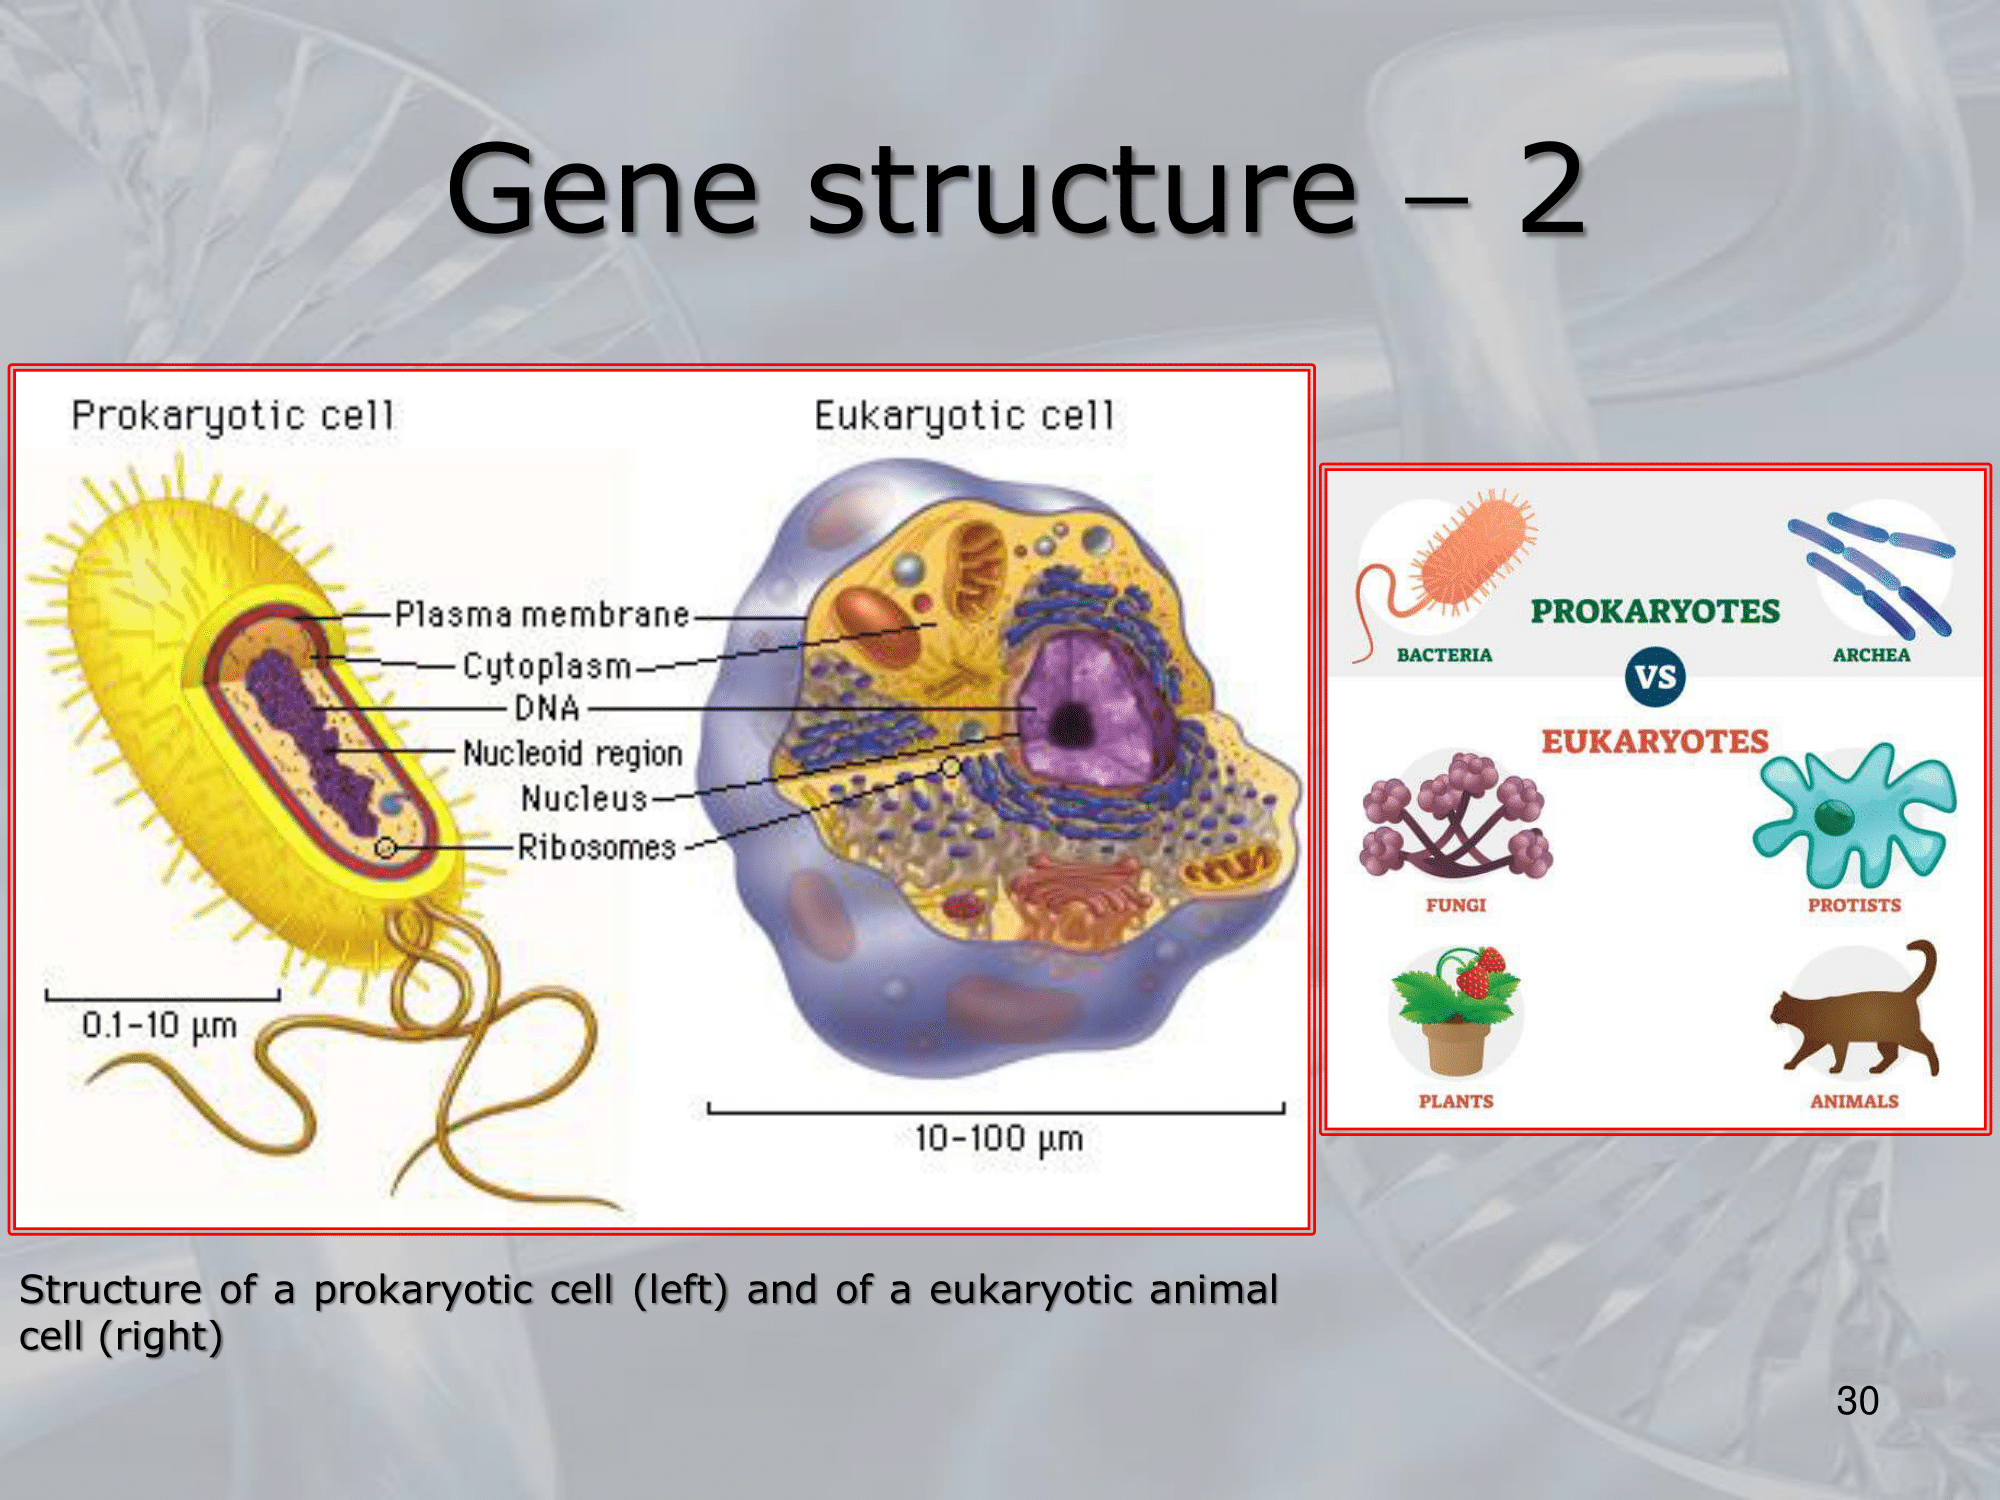 Gene structure – 2
Prokaryotic cell
Eukaryotic cell
Plasma membrane
Cytoplasm
DNA
Nucleoid region
Nucleus
Ribosomes
0.1-10 µm
10-100 µm
PROKARYOTES
BACTERIA
ARCHEA
VS
EUKARYOTES
FUNGI
PROTISTS
PLANTS
ANIMALS
Structure of a prokaryotic cell (left) and of a eukaryotic animal
cell (right)
30